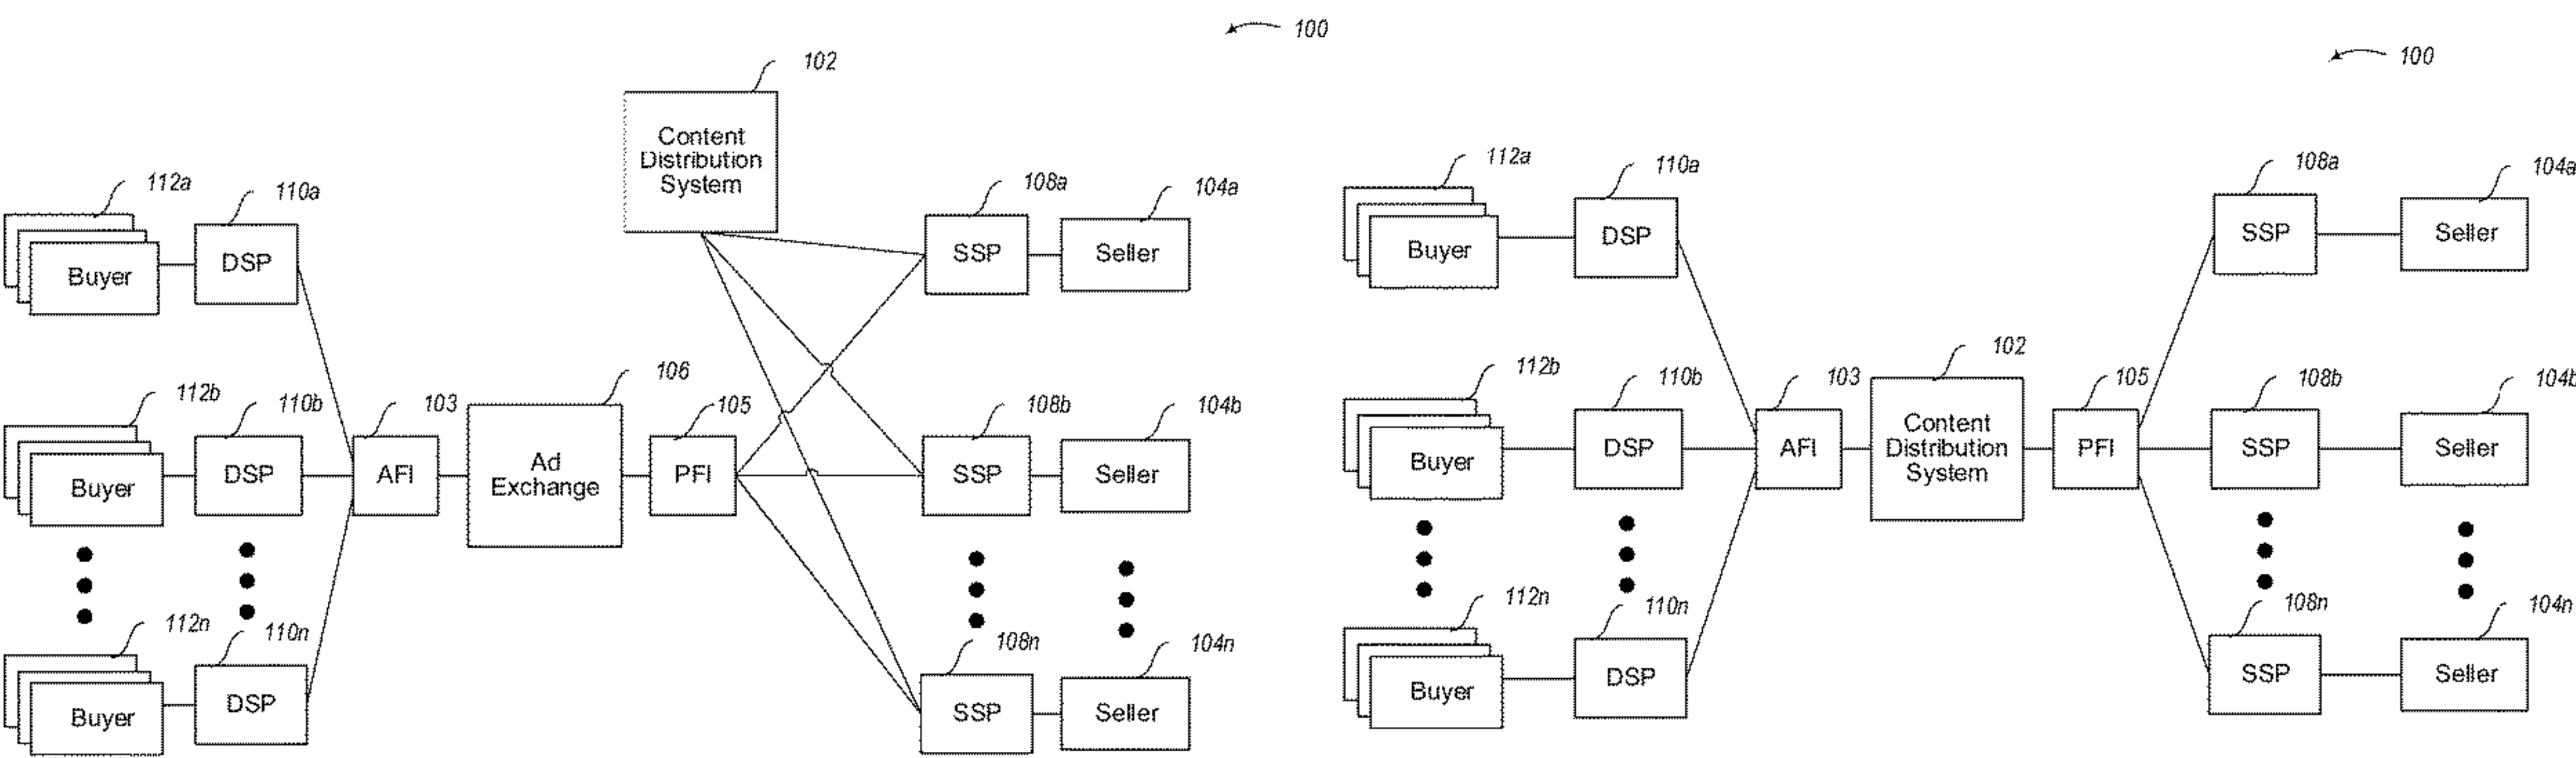 100
102
Content
Distribution
System
112a
110a
108a
104a
Buyer
DSP
SSP
Seller
112b
110b
103
106
105
108b
104b
Buyer
DSP
AFI
Ad
Exchange
PFI
SSP
Seller
112n
110n
108n
104n
Buyer
DSP
SSP
Seller
100
112a
110a
108a
104a
Buyer
DSP
SSP
Seller
112b
110b
103
102
105
108b
104b
Buyer
DSP
AFI
Content
Distribution
System
PFI
SSP
Seller
112n
110n
108n
104n
Buyer
DSP
SSP
Seller